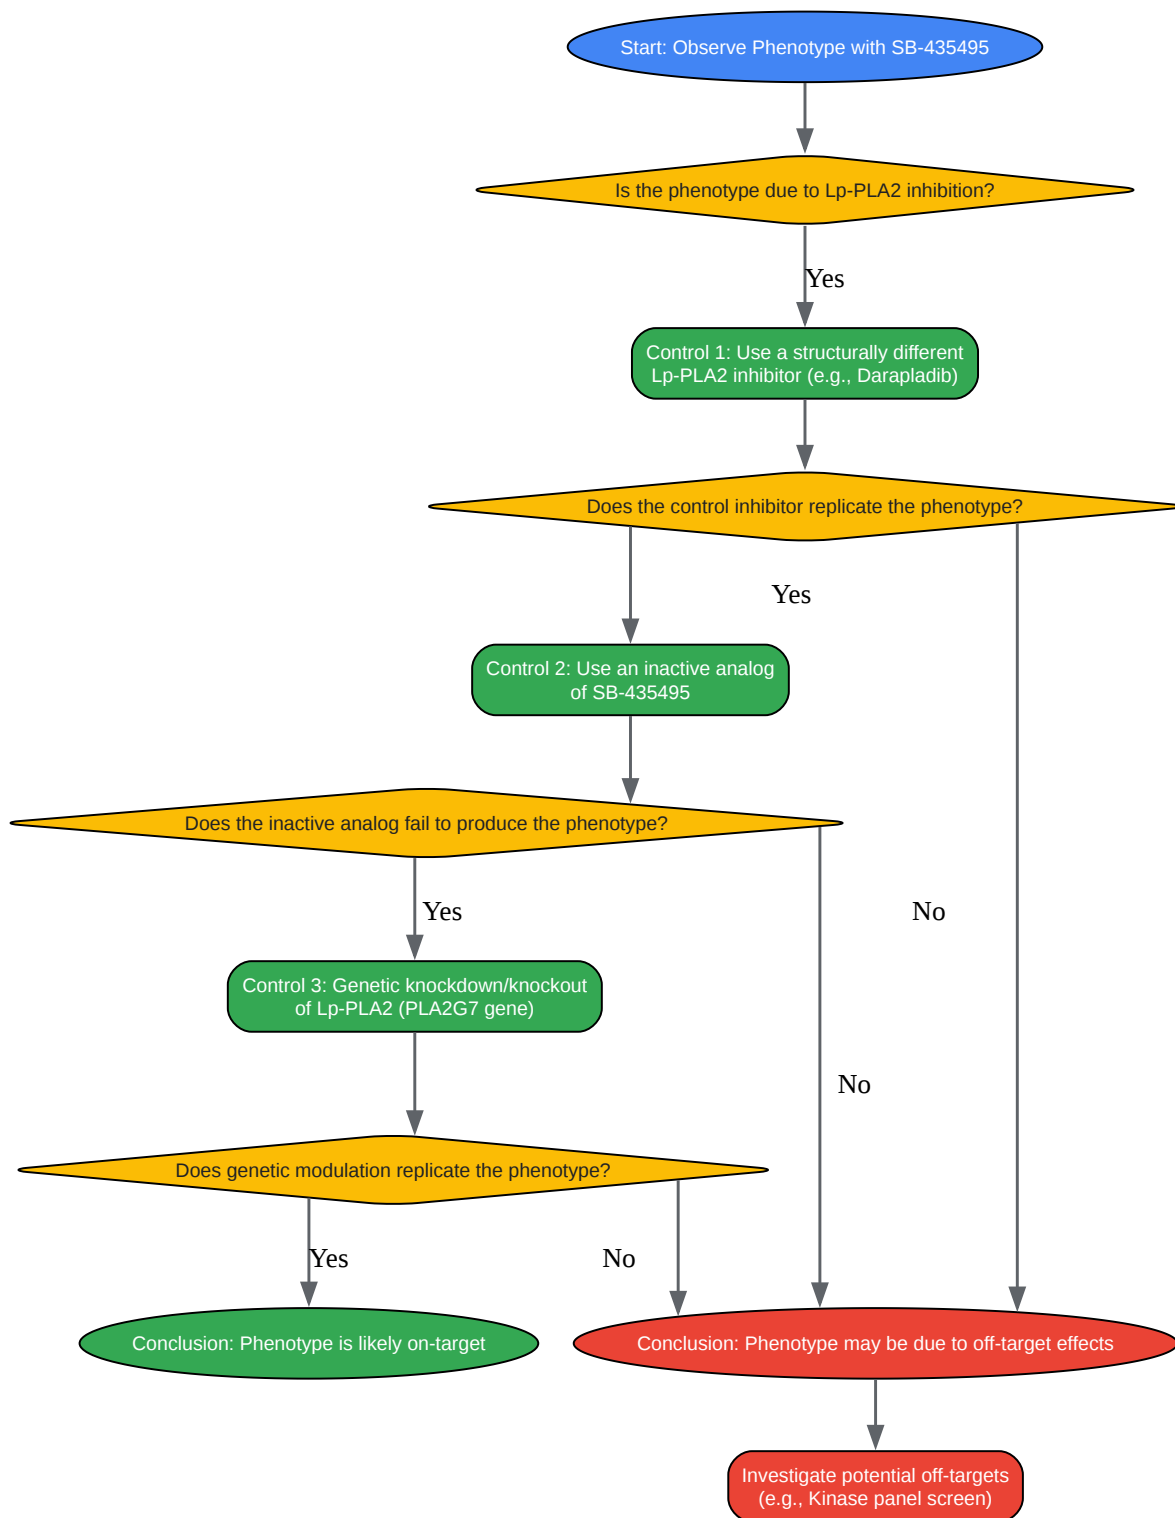 Start: Observe Phenotype with SB-435495
Is the phenotype due to Lp-PLA2 inhibition?
Yes
Control 1: Use a structurally different
Lp-PLA2 inhibitor (e.g., Darapladib)
Does the control inhibitor replicate the phenotype?
Yes
Control 2: Use an inactive analog
of SB-435495
Does the inactive analog fail to produce the phenotype?
Yes
No
Control 3: Genetic knockdown/knockout
of Lp-PLA2 (PLA2G7 gene)
No
Does genetic modulation replicate the phenotype?
Yes
No
Conclusion: Phenotype is likely on-target
Conclusion: Phenotype may be due to off-target effects
Investigate potential off-targets
(e.g., Kinase panel screen)